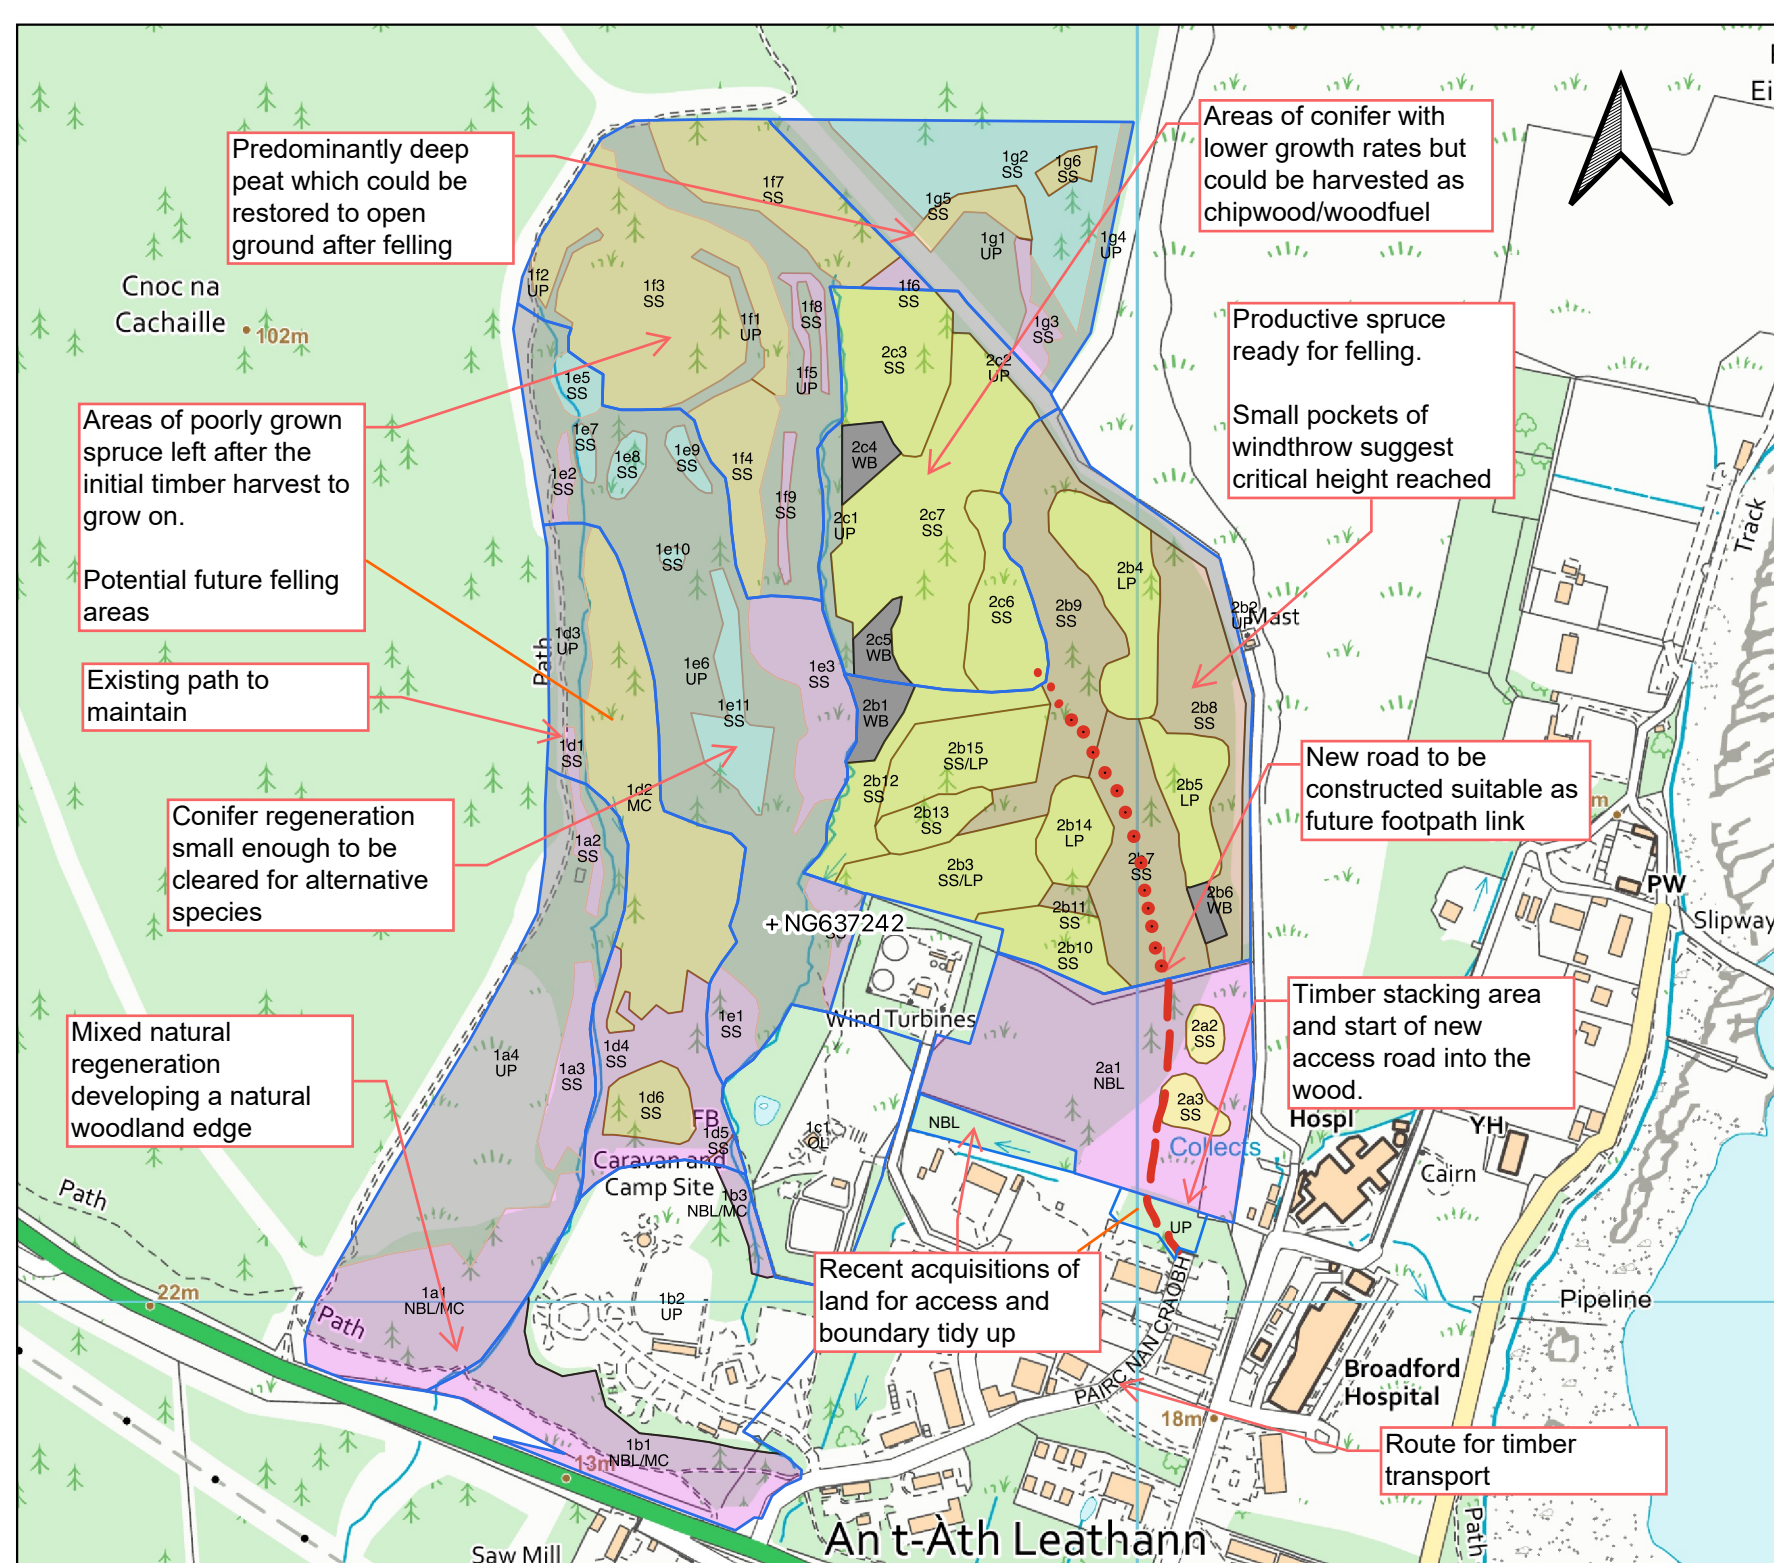 Predominantly deep
peat which could be
restored to open
ground after felling
Areas of conifer with
lower growth rates but
could be harvested as
chipwood/woodfuel
Ei
Cnoc na
Cachaille
102m
Productive spruce
ready for felling.
Small pockets of
windthrow suggest
critical height reached
Areas of poorly grown
spruce left after the
initial timber harvest to
grow on.
Potential future felling
areas
Existing path to
maintain
Conifer regeneration
small enough to be
cleared for alternative
species
Mixed natural
regeneration
developing a natural
woodland edge
New road to be
constructed suitable as
future footpath link
Timber stacking area
and start of new
access road into the
wood.
Recent acquisitions of
land for access and
boundary tidy up
Route for timber
transport
1f7
SS
1g2
SS
1g6
SS
1g5
SS
1g1
UP
1g4
UP
1f2
UP
1f3
SS
1f6
SS
1f1
UP
1f8
SS
1g3
SS
2c3
SS
2c2
UP
1f5
UP
1e5
SS
1e7
SS
1e8
SS
1e9
SS
1e2
SS
1f4
SS
1f9
SS
2c4
WB
2c1
UP
2c7
SS
1e10
SS
2b4
LP
2c6
SS
2b9
SS
2b2
UP
Mast
1d3
UP
Path
2c5
WB
1e6
UP
1e3
SS
1e11
SS
2b1
WB
2b8
SS
1d1
SS
2b15
SS/LP
2b12
SS
1d2
MC
2b5
LP
2b13
SS
2b14
LP
1a2
SS
2b3
SS/LP
2b7
SS
2b6
WB
2b11
SS
2b10
SS
+ NG637242
SS
Wind Turbines
1e1
SS
1d4
SS
1a4
UP
1a3
SS
1d6
SS
FB
1d5
SS
1c1
OL
2a2
SS
2a1
NBL
2a3
SS
NBL
Collects
Caravan and
Camp Site
1b3
NBL/MC
UP
1b2
UP
1a1
NBL/MC
Path
Path
22m
1b1
NBL/MC
13m
Saw Mill
An t-Àth Leathann
PAIRC NAN CRAOBH
18m
Hospl
YH
Cairn
Pipeline
Broadford
Hospital
Path
PW
Slipway
Track
m